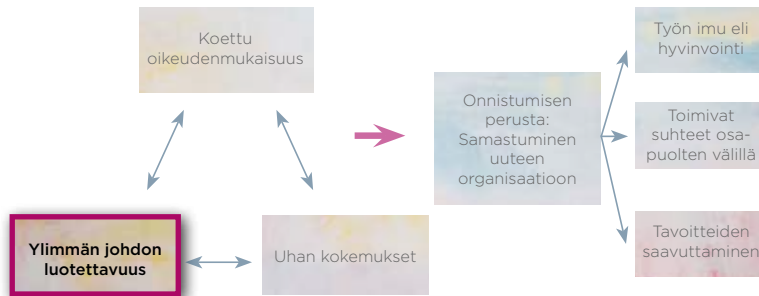 Koettu
oikeudenmukaisuus
Ylimmän johdon
luotettavuus
Uhan kokemukset
Onnistumisen
perusta:
Samastuminen
uuteen
organisaatioon
Työn imu eli
hyvinvointi
Toimivat
suhteet osa-
puolten välillä
Tavoitteiden
saavuttaminen